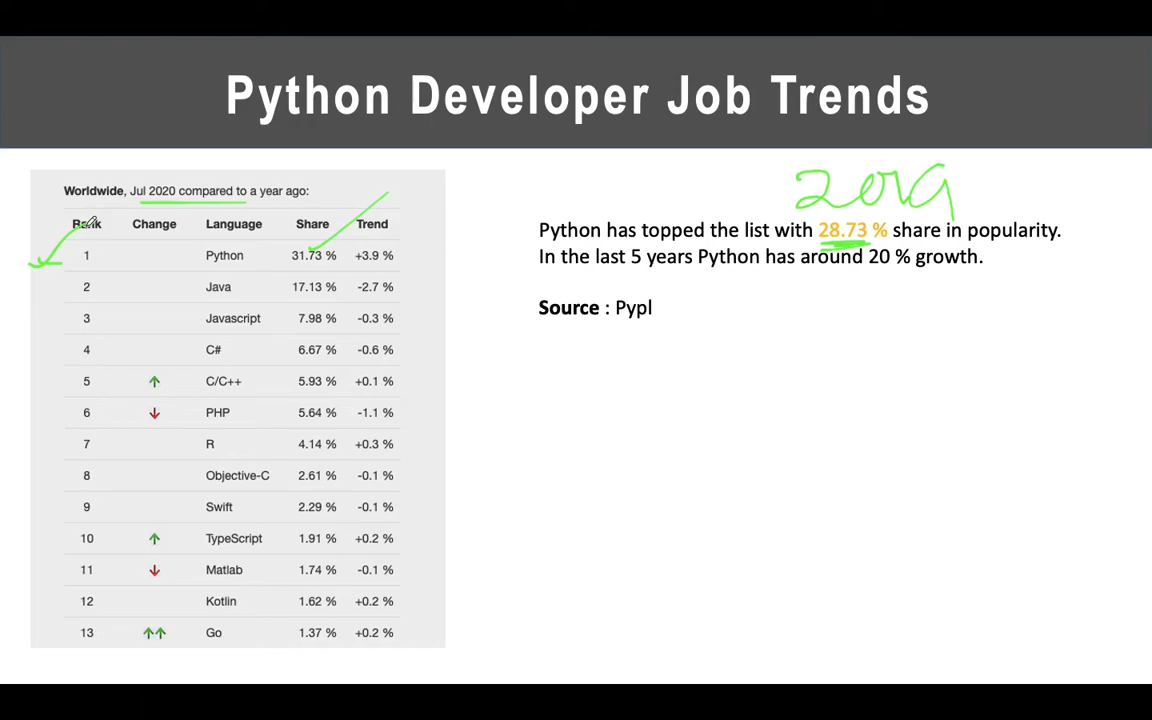 Python Developer Job Trends
Worldwide, Jul 2020 compared to a year ago:
Rank Change Language Share Trend
1 Python 31.73 % +3.9 %
2 Java 17.13 % -2.7 %
3 Javascript 7.98 % -0.3 %
4 C# 6.67 % -0.6 %
5 ↑ C/C++ 5.93 % +0.1 %
6 ↓ PHP 5.64 % -1.1 %
7 R 4.14 % +0.3 %
8 Objective-C 2.61 % -0.1 %
9 Swift 2.29 % -0.1 %
10 ↑ TypeScript 1.91 % +0.2 %
11 ↓ Matlab 1.74 % -0.1 %
12 Kotlin 1.62 % +0.2 %
13 ↑↑ Go 1.37 % +0.2 %
2019
Python has topped the list with 28.73 % share in popularity.
In the last 5 years Python has around 20 % growth.
Source : Pypl